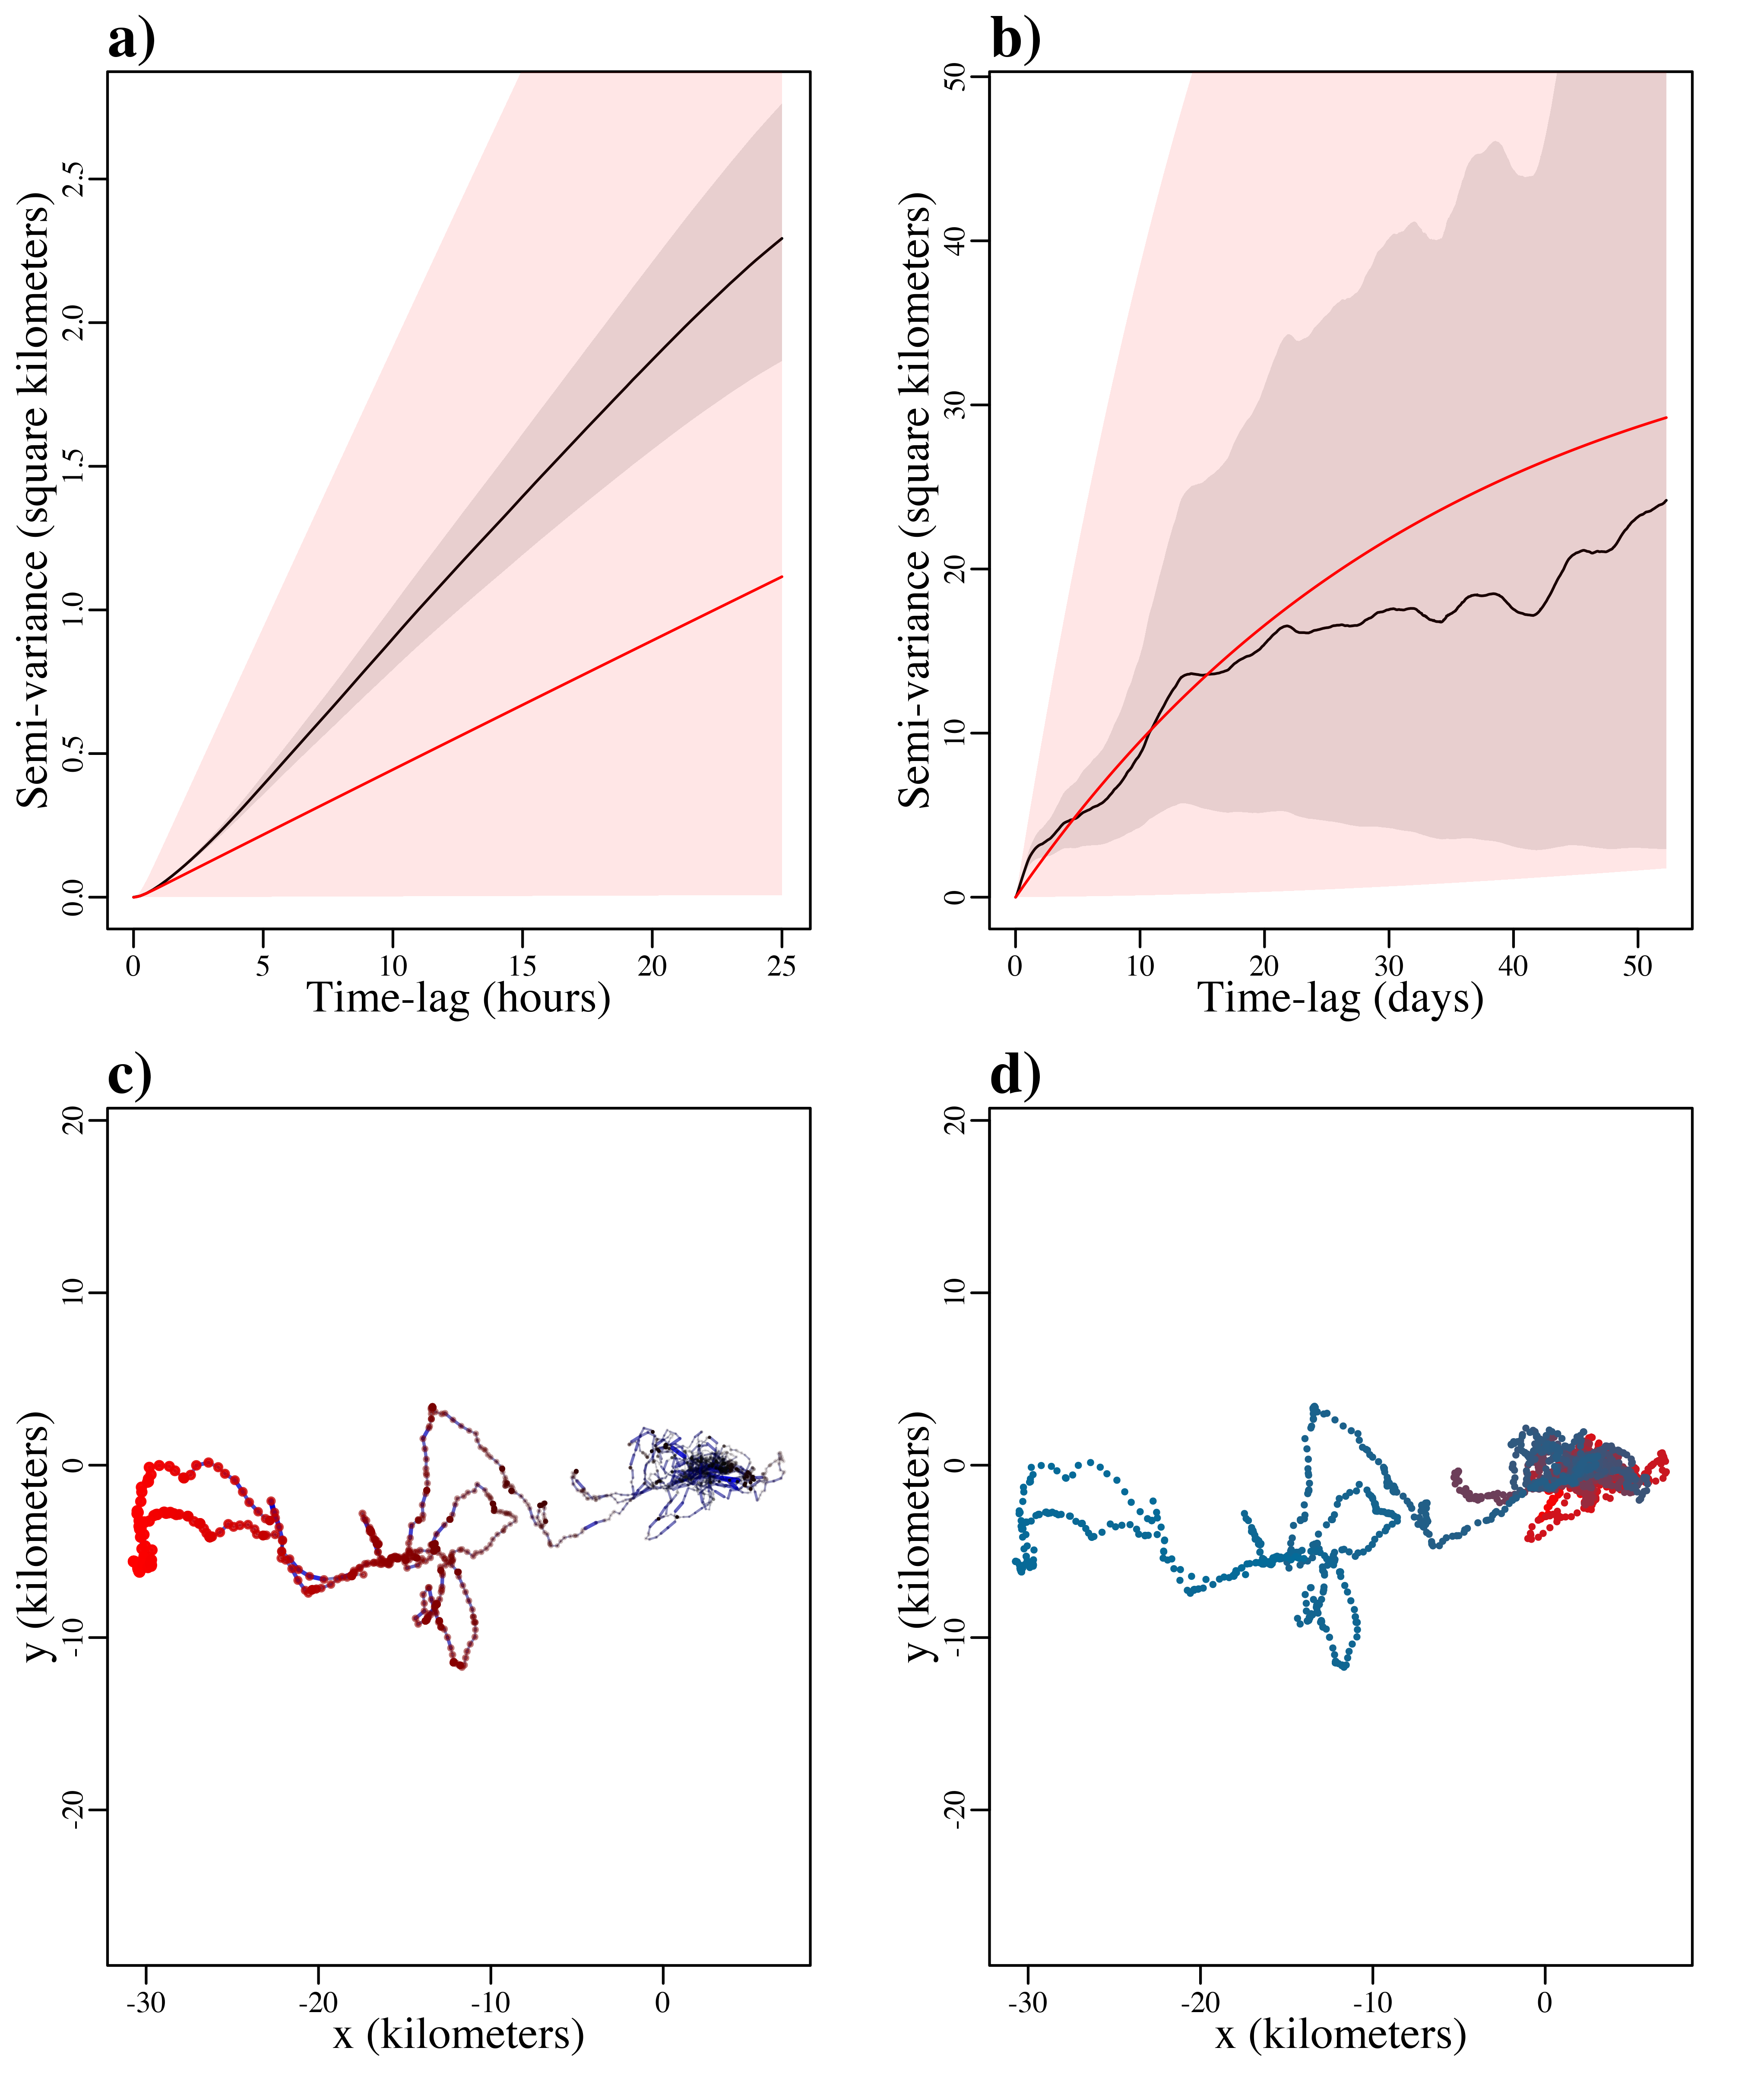 a)
Semi-variance (square kilometers)
0.0 0.5 1.0 1.5 2.0 2.5
0 5 10 15 20 25
Time-lag (hours)
b)
Semi-variance (square kilometers)
0 10 20 30 40 50
0 10 20 30 40 50
Time-lag (days)
c)
y (kilometers)
-20 -10 0 10 20
-30 -20 -10 0
x (kilometers)
d)
y (kilometers)
-20 -10 0 10 20
-30 -20 -10 0
x (kilometers)